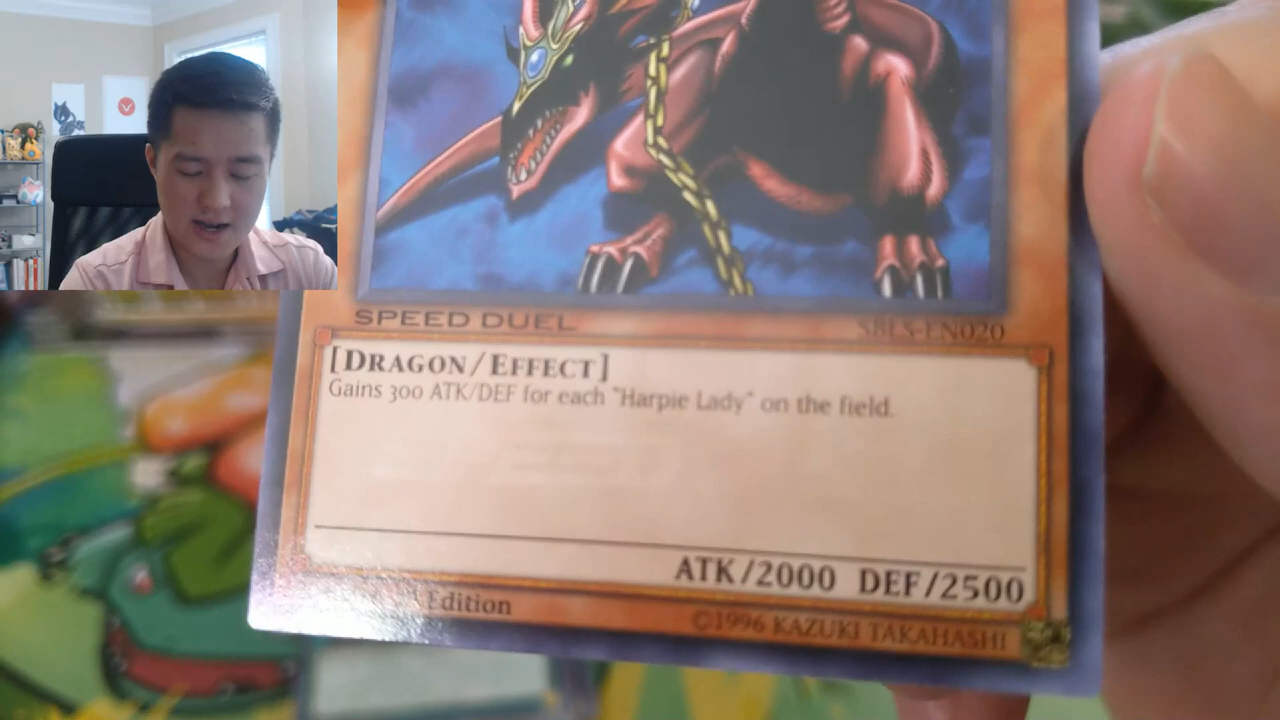 SPEED DUEL
SBLS-EN020
[DRAGON/EFFECT]
Gains 300 ATK/DEF for each "Harpie Lady" on the field.
ATK/2000 DEF/2500
Edition
©1996 KAZUKI TAKAHASHI